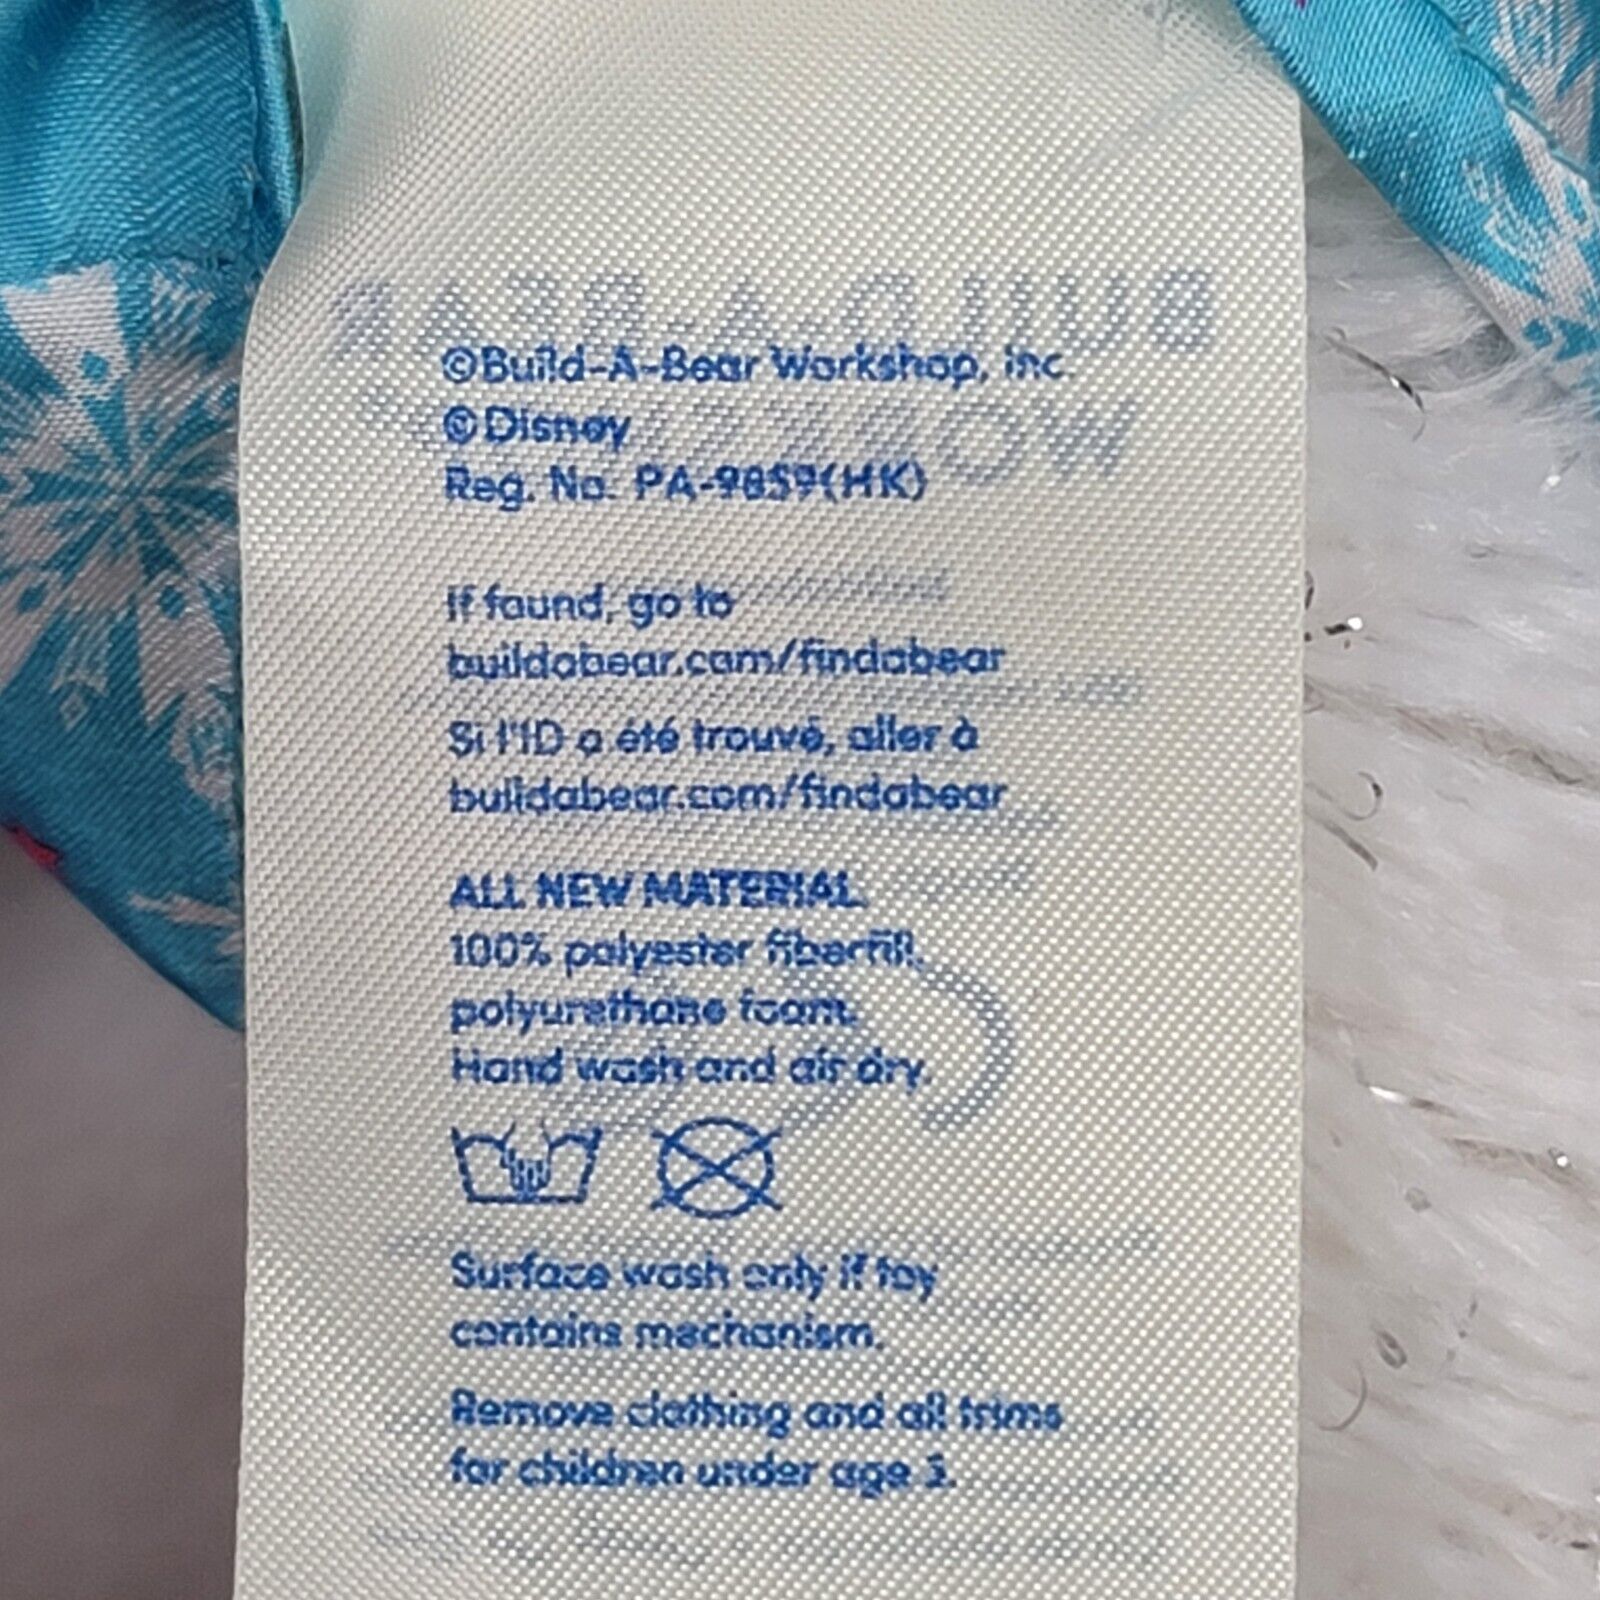 ©Build-A-Bear Workshop, Inc.
©Disney
Reg. No. PA-9859(HK)
If found, go to
buildabear.com/findabear
Si l'ID a été trouvé, aller à
buildabear.com/findabear
ALL NEW MATERIAL.
100% polyester fiberfill,
polyurethane foam.
Hand wash and air dry.
Surface wash only if toy
contains mechanism.
Remove clothing and all trims
for children under age 3.